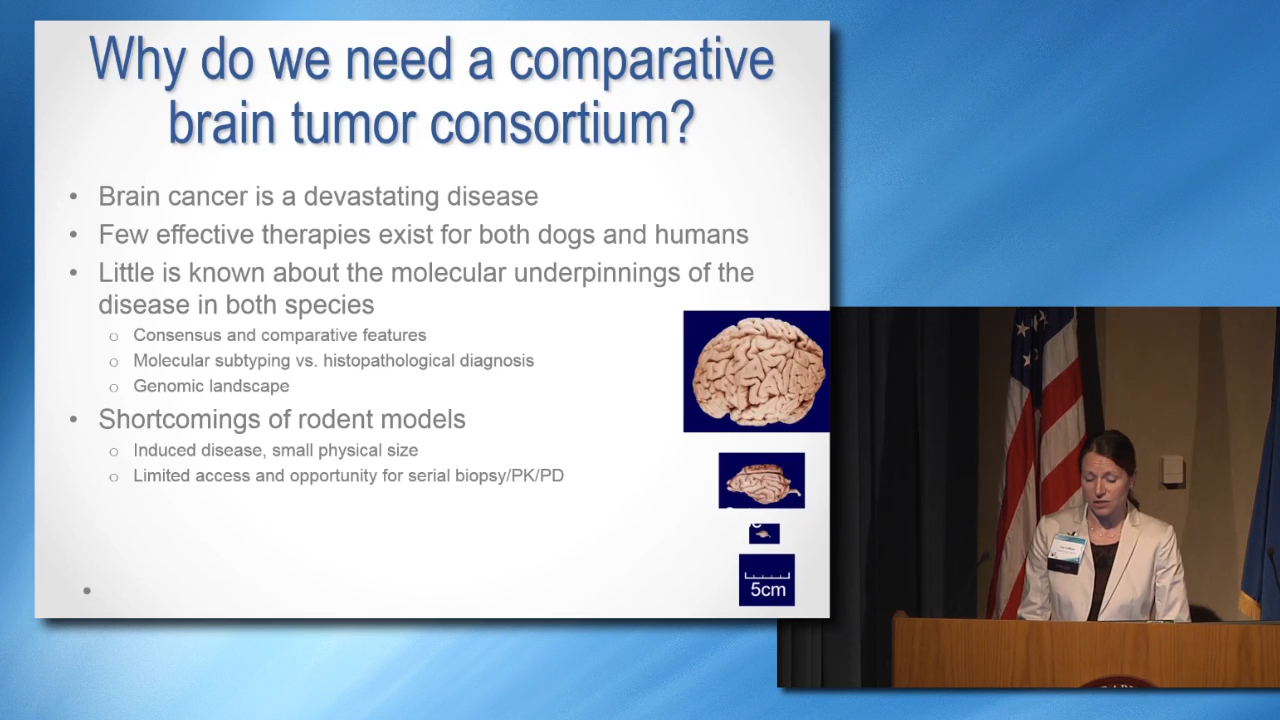 Why do we need a comparative
brain tumor consortium?
• Brain cancer is a devastating disease
• Few effective therapies exist for both dogs and humans
• Little is known about the molecular underpinnings of the
disease in both species
o Consensus and comparative features
o Molecular subtyping vs. histopathological diagnosis
o Genomic landscape
• Shortcomings of rodent models
o Induced disease, small physical size
o Limited access and opportunity for serial biopsy/PK/PD
•
5cm